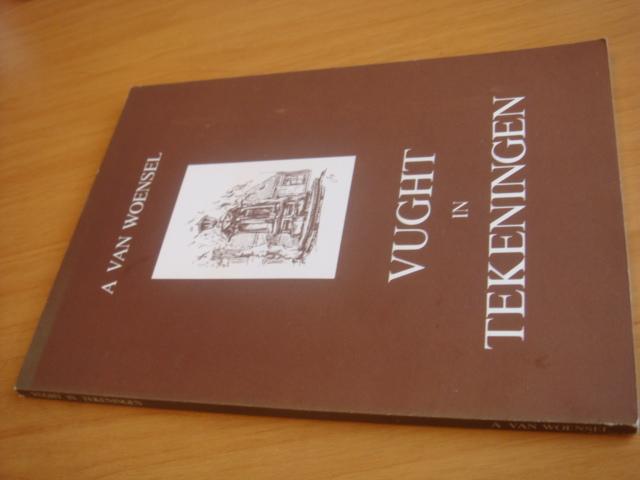 A VAN WOENSEL
VUGHT
IN
TEKENINGEN
VUGHT IN TEKENINGEN
A VAN WOENSEL